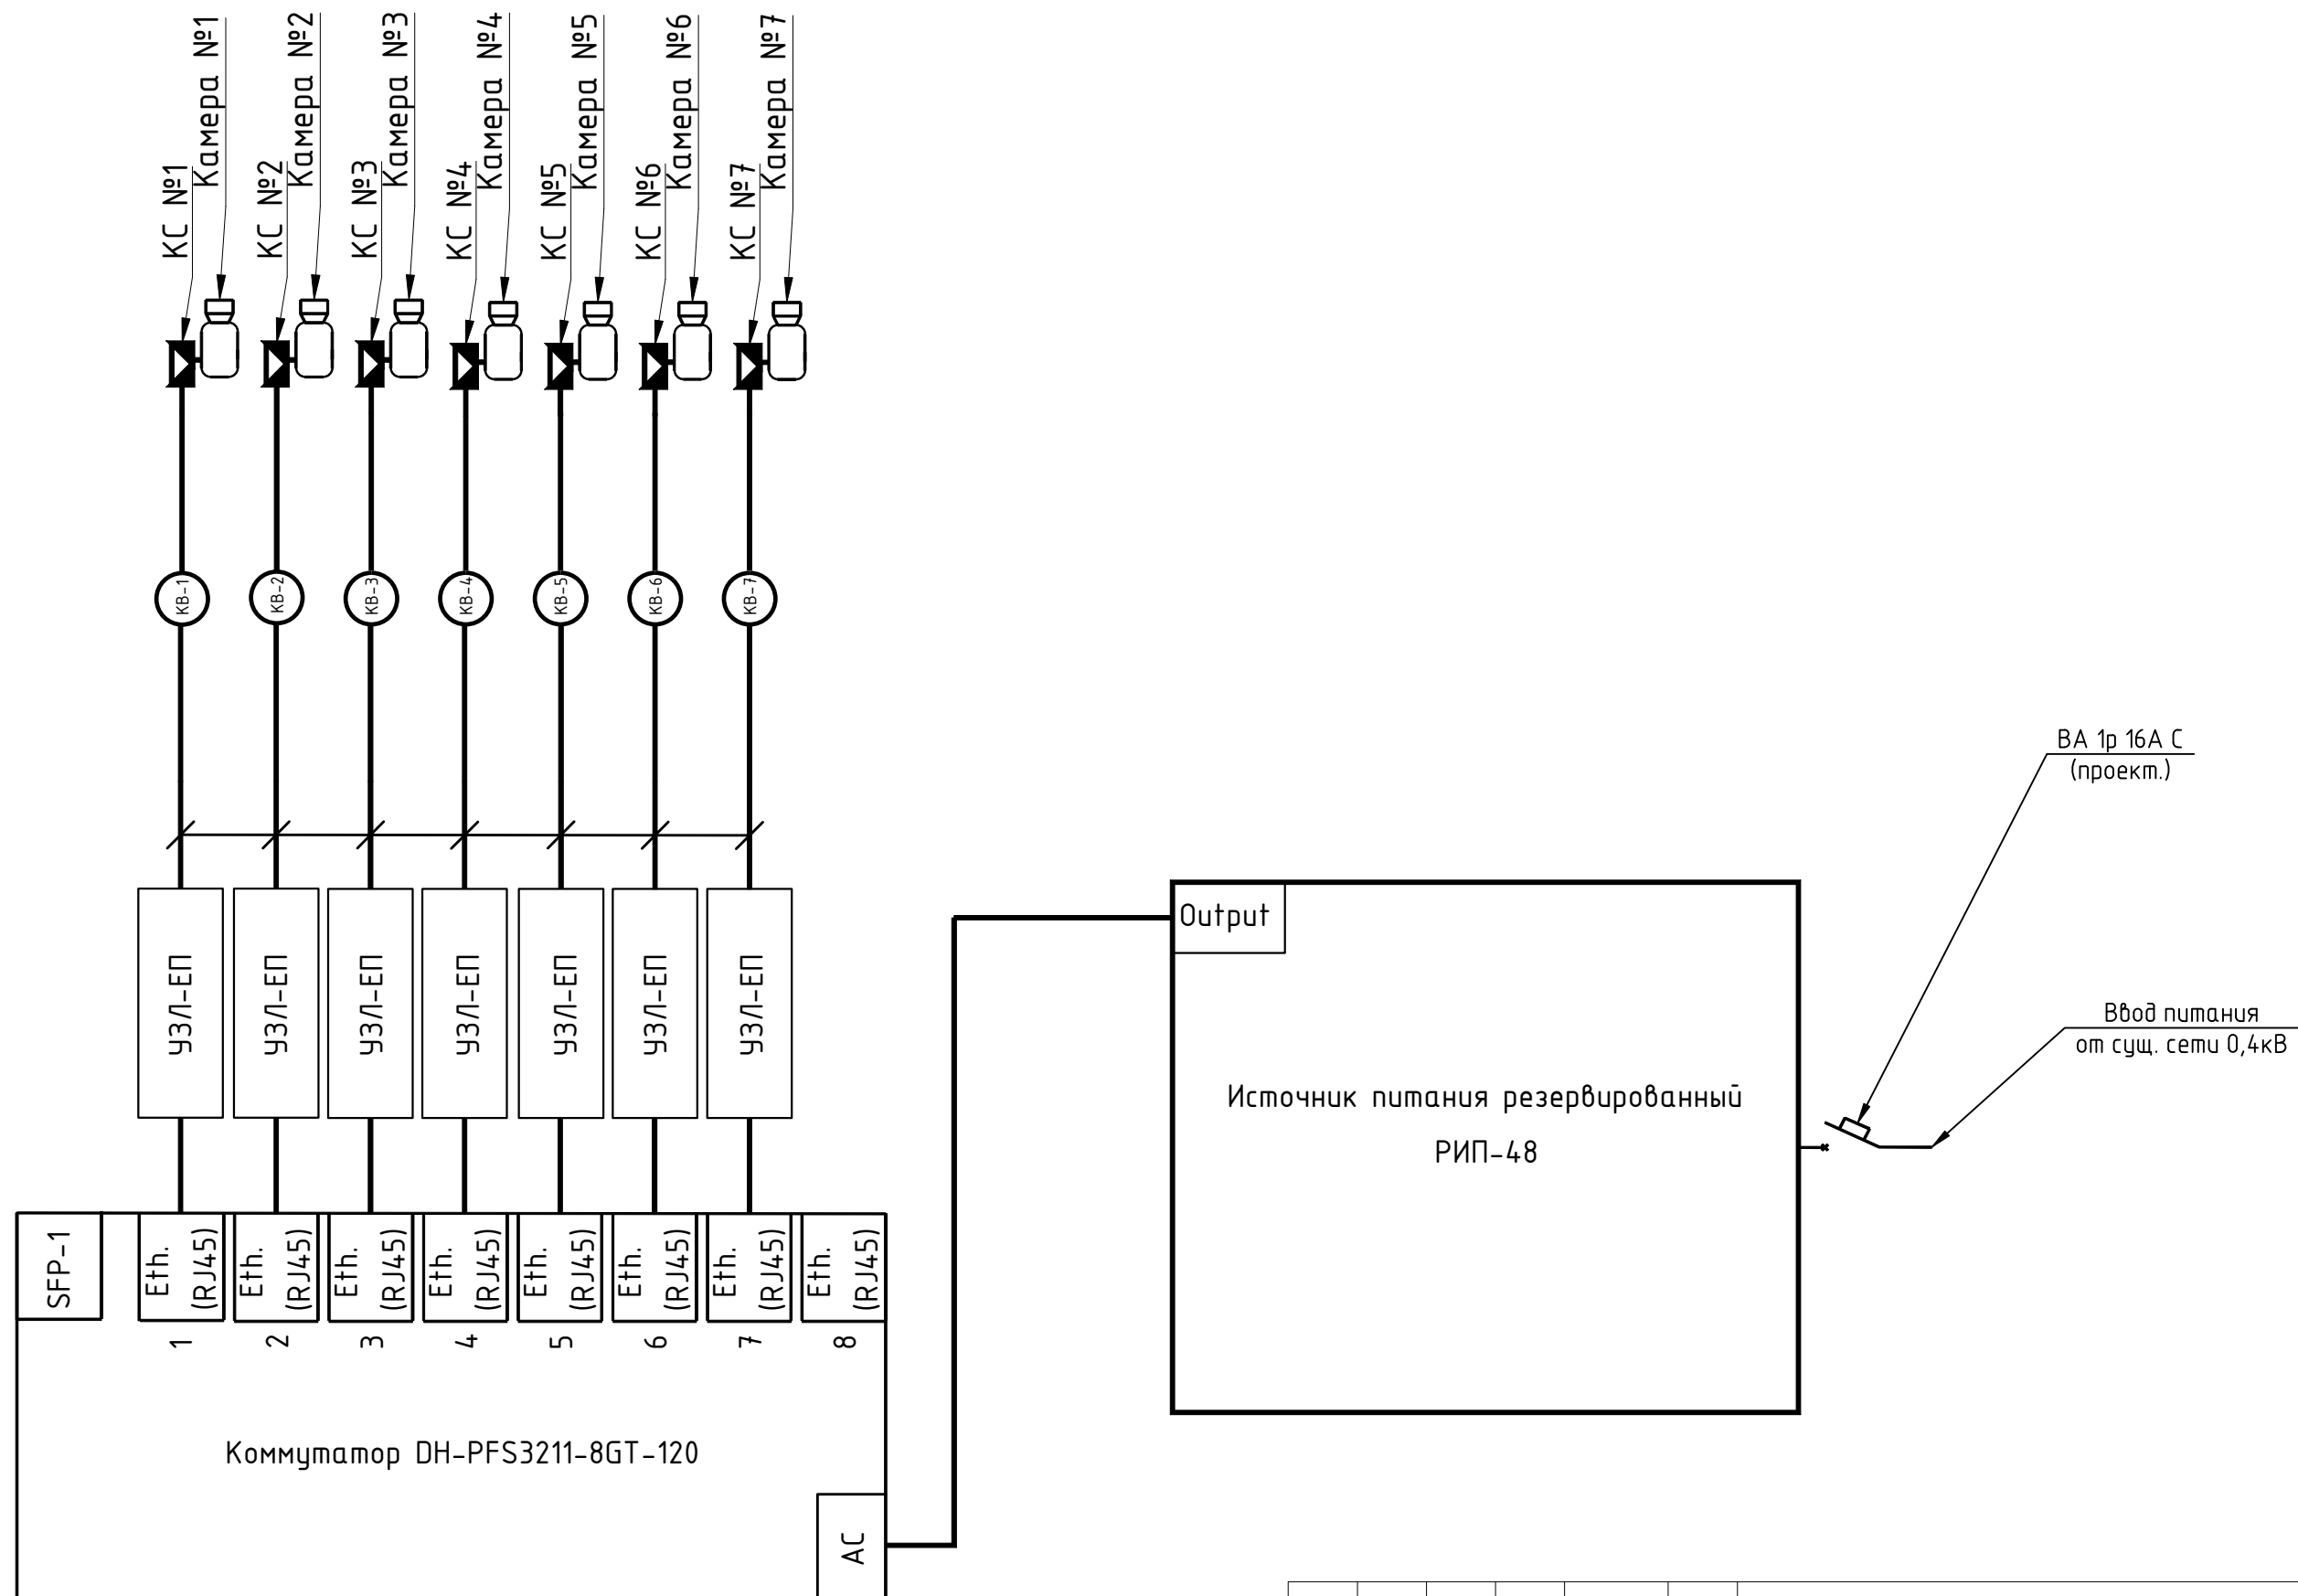 Камера №1
Камера №2
Камера №3
Камера №4
Камера №5
Камера №6
Камера №7
КС №1
КС №2
КС №3
КС №4
КС №5
КС №6
КС №7
КВ-1
КВ-2
КВ-3
КВ-4
КВ-5
КВ-6
КВ-7
ВА 1р 16А С
(проект.)
Output
УЗЛ-ЕП
УЗЛ-ЕП
УЗЛ-ЕП
УЗЛ-ЕП
УЗЛ-ЕП
УЗЛ-ЕП
УЗЛ-ЕП
Ввод питания
от сущ. сети 0,4кВ
Источник питания резервированный
РИП-48
SFP-1
Eth.
(RJ45)
Eth.
(RJ45)
Eth.
(RJ45)
Eth.
(RJ45)
Eth.
(RJ45)
Eth.
(RJ45)
Eth.
(RJ45)
Eth.
(RJ45)
1
2
3
4
5
6
7
8
Коммутатор DH-PFS3211-8GT-120
AC